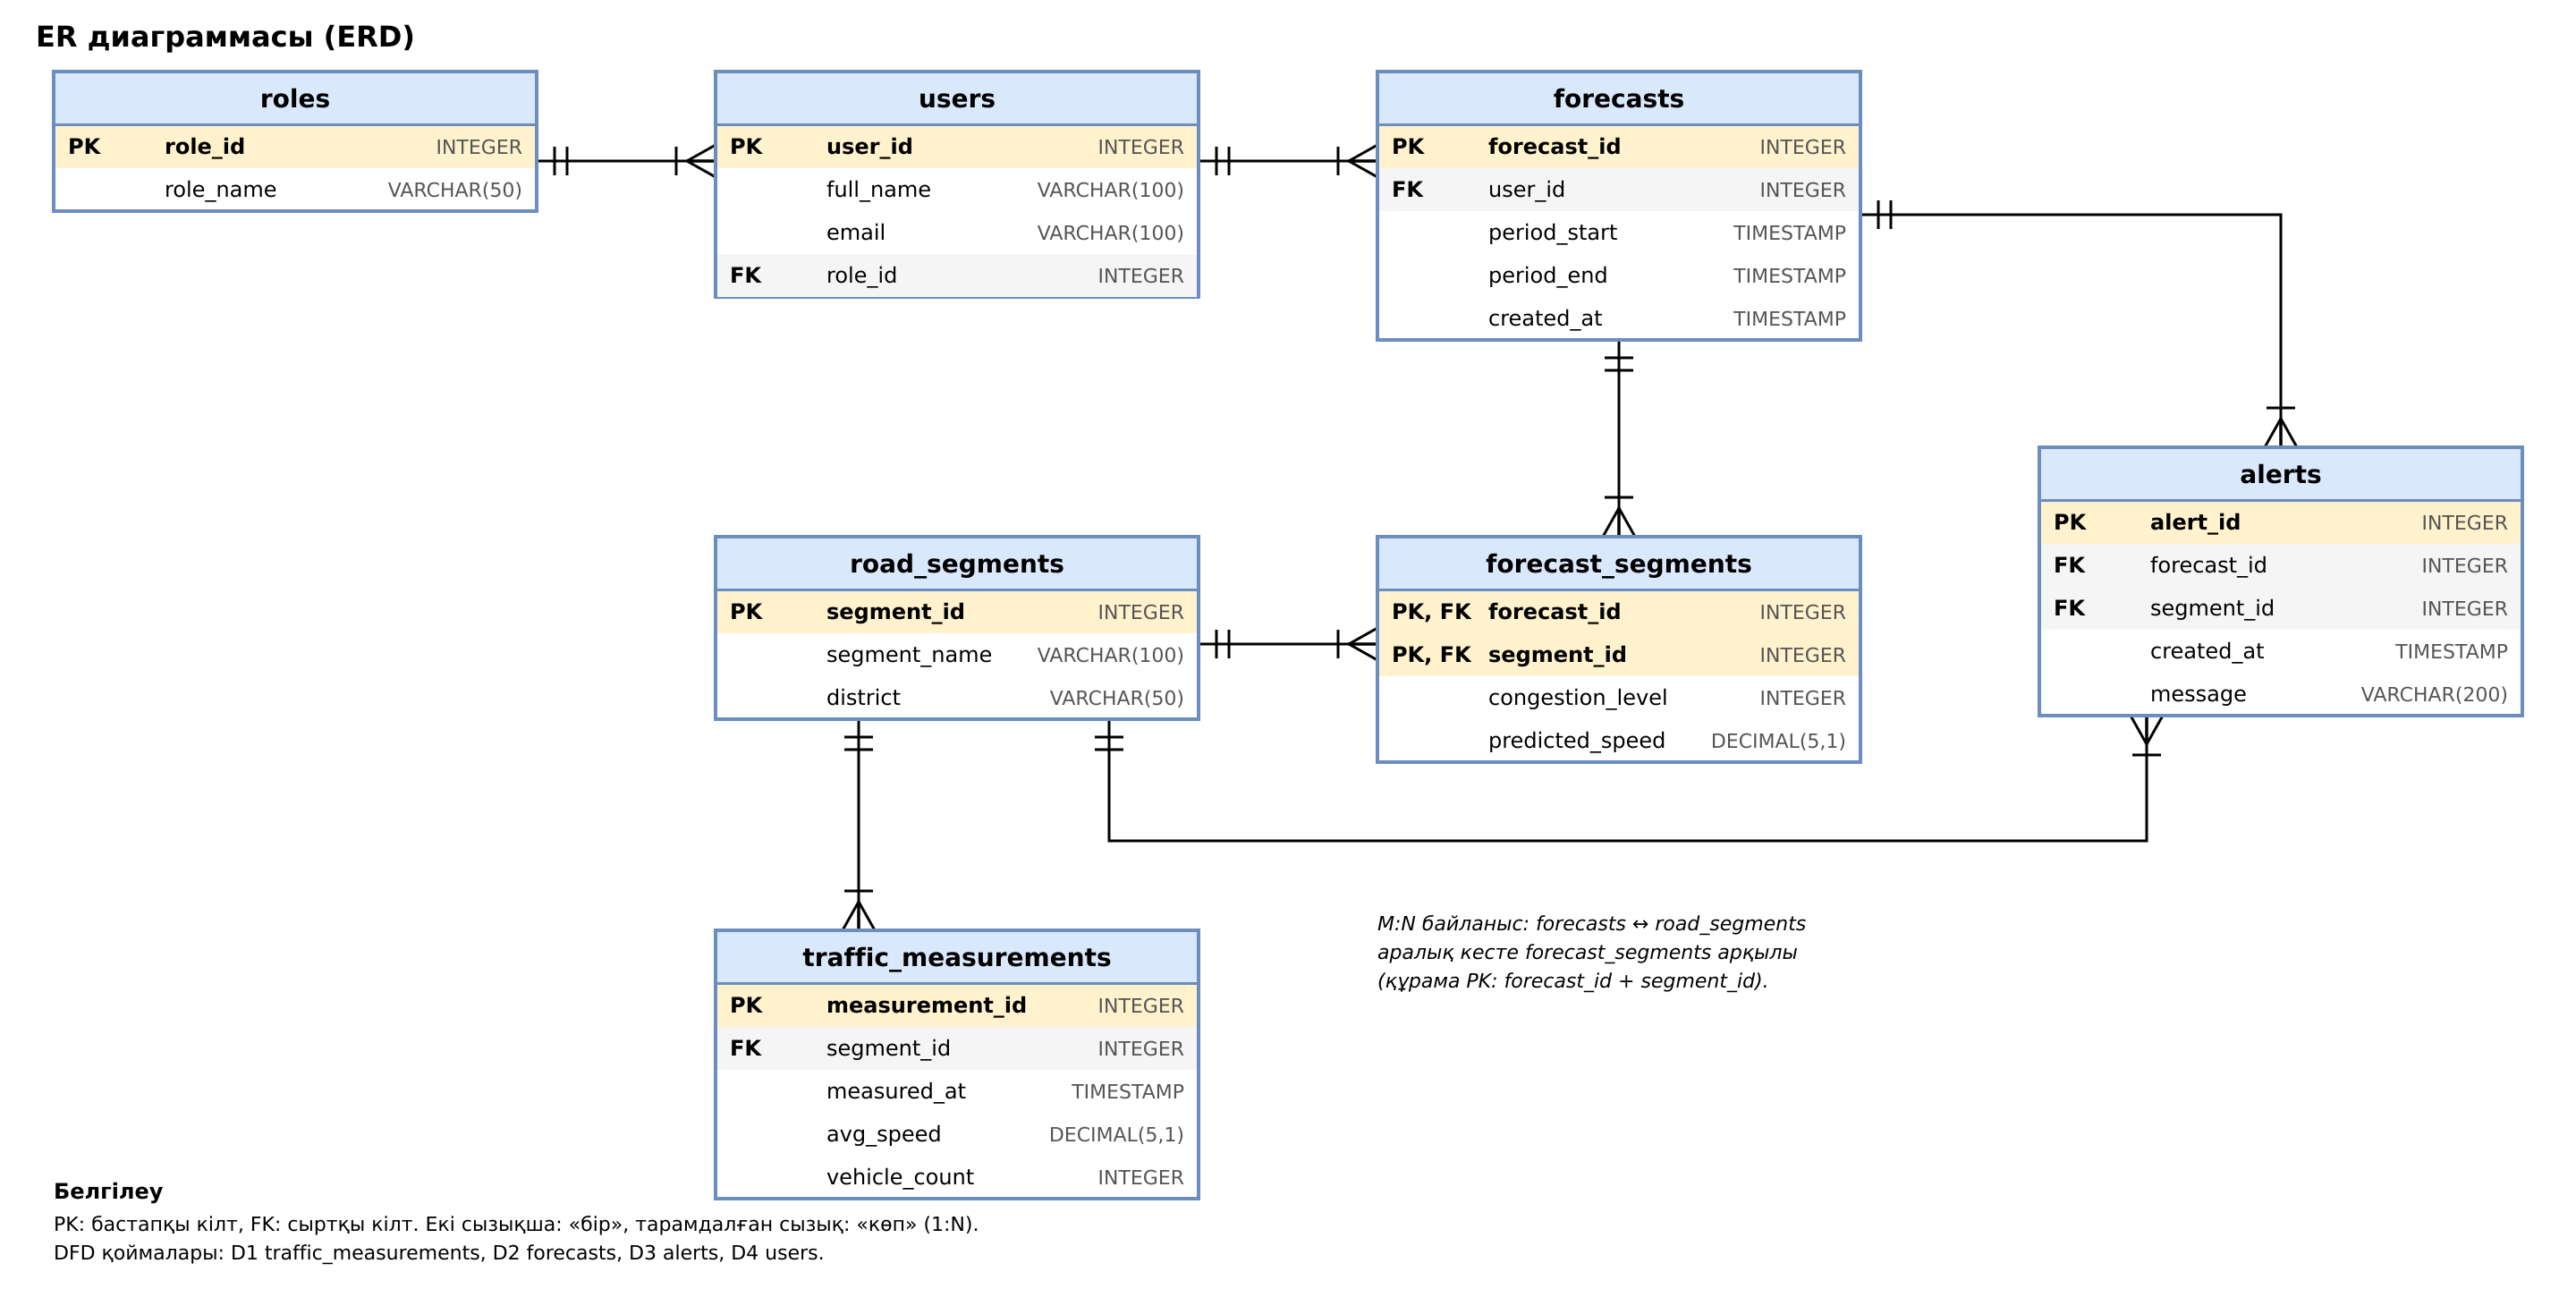 ER диаграммасы (ERD)
roles
PK role_id INTEGER
role_name VARCHAR(50)
users
PK user_id INTEGER
full_name VARCHAR(100)
email VARCHAR(100)
FK role_id INTEGER
forecasts
PK forecast_id INTEGER
FK user_id INTEGER
period_start TIMESTAMP
period_end TIMESTAMP
created_at TIMESTAMP
alerts
PK alert_id INTEGER
FK forecast_id INTEGER
FK segment_id INTEGER
created_at TIMESTAMP
message VARCHAR(200)
road_segments
PK segment_id INTEGER
segment_name VARCHAR(100)
district VARCHAR(50)
forecast_segments
PK, FK forecast_id INTEGER
PK, FK segment_id INTEGER
congestion_level INTEGER
predicted_speed DECIMAL(5,1)
traffic_measurements
PK measurement_id INTEGER
FK segment_id INTEGER
measured_at TIMESTAMP
avg_speed DECIMAL(5,1)
vehicle_count INTEGER
M:N байланыс: forecasts ↔ road_segments
аралық кесте forecast_segments арқылы
(құрама PK: forecast_id + segment_id).
Белгілеу
PK: бастапқы кілт, FK: сыртқы кілт. Екі сызықша: «бір», тарамдалған сызық: «көп» (1:N).
DFD қоймалары: D1 traffic_measurements, D2 forecasts, D3 alerts, D4 users.